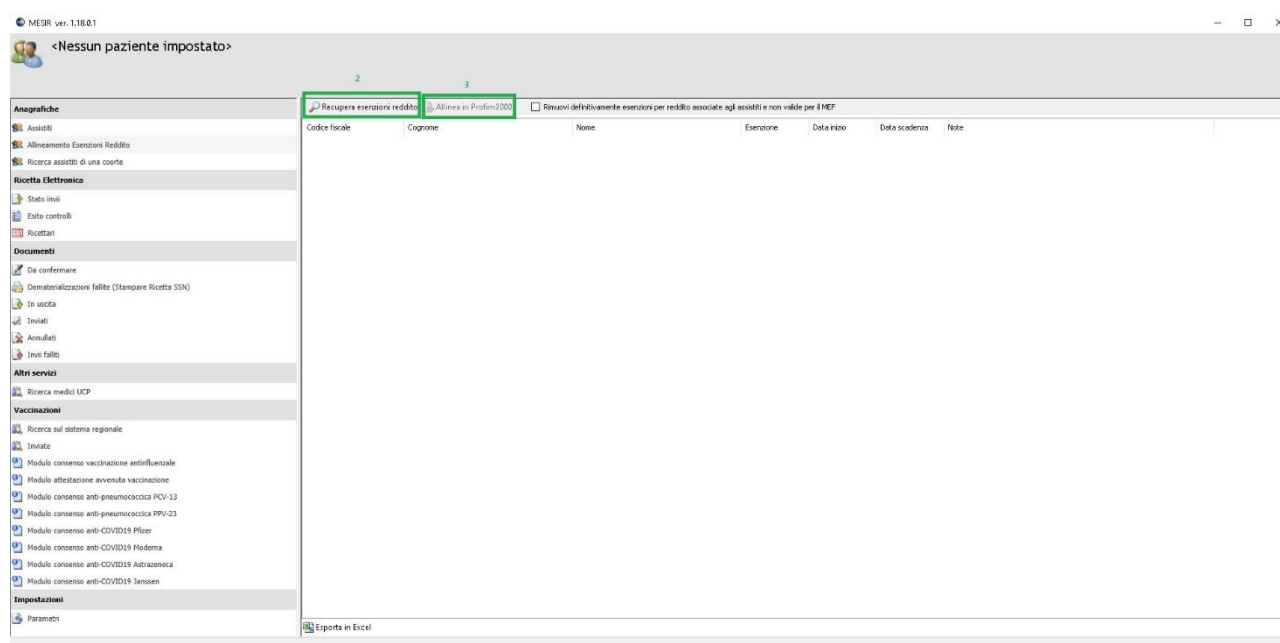 MESIR ver. 1.18.0.1
<Nessun paziente impostato>
2
3
Anagrafiche
Assistiti
Allineamento Esenzioni Reddito
Ricerca assistiti di una coorte
Ricetta Elettronica
Stato invii
Esito controlli
Ricettari
Documenti
Da confermare
Dematerializzazioni fallite (Stampare Ricetta SSN)
In uscita
Inviati
Annullati
Invii falliti
Altri servizi
Ricerca medici UCP
Vaccinazioni
Ricerca sul sistema regionale
Inviate
Modulo consenso vaccinazione antinfluenzale
Modulo attestazione avvenuta vaccinazione
Modulo consenso anti-pneumococcica PCV-13
Modulo consenso anti-pneumococcica PPV-23
Modulo consenso anti-COVID19 Pfizer
Modulo consenso anti-COVID19 Moderna
Modulo consenso anti-COVID19 Astrazeneca
Modulo consenso anti-COVID19 Janssen
Impostazioni
Parametri
Recupera esenzioni reddito Allinea in Profim2000 Rimuovi definitivamente esenzioni per reddito associate agli assistiti e non valide per il MEF
Codice fiscale Cognome Nome Esenzione Data inizio Data scadenza Note
Esporta in Excel